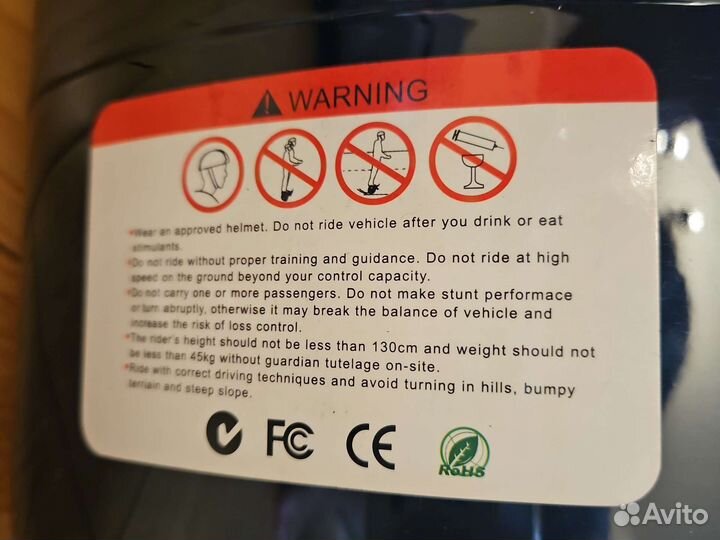 WARNING
*Wear an approved helmet. Do not ride vehicle after you drink or eat
stimulants.
*Do not ride without proper training and guidance. Do not ride at high
speed on the ground beyond your control capacity.
*Do not carry one or more passengers. Do not make stunt performace
or turn abruptly, otherwise it may break the balance of vehicle and
increase the risk of loss control.
*The rider's height should not be less than 130cm and weight should not
be less than 45kg without guardian tutelage on-site.
*Ride with correct driving techniques and avoid turning in hills, bumpy
terrain and steep slope.
FC CE RoHS
Avito